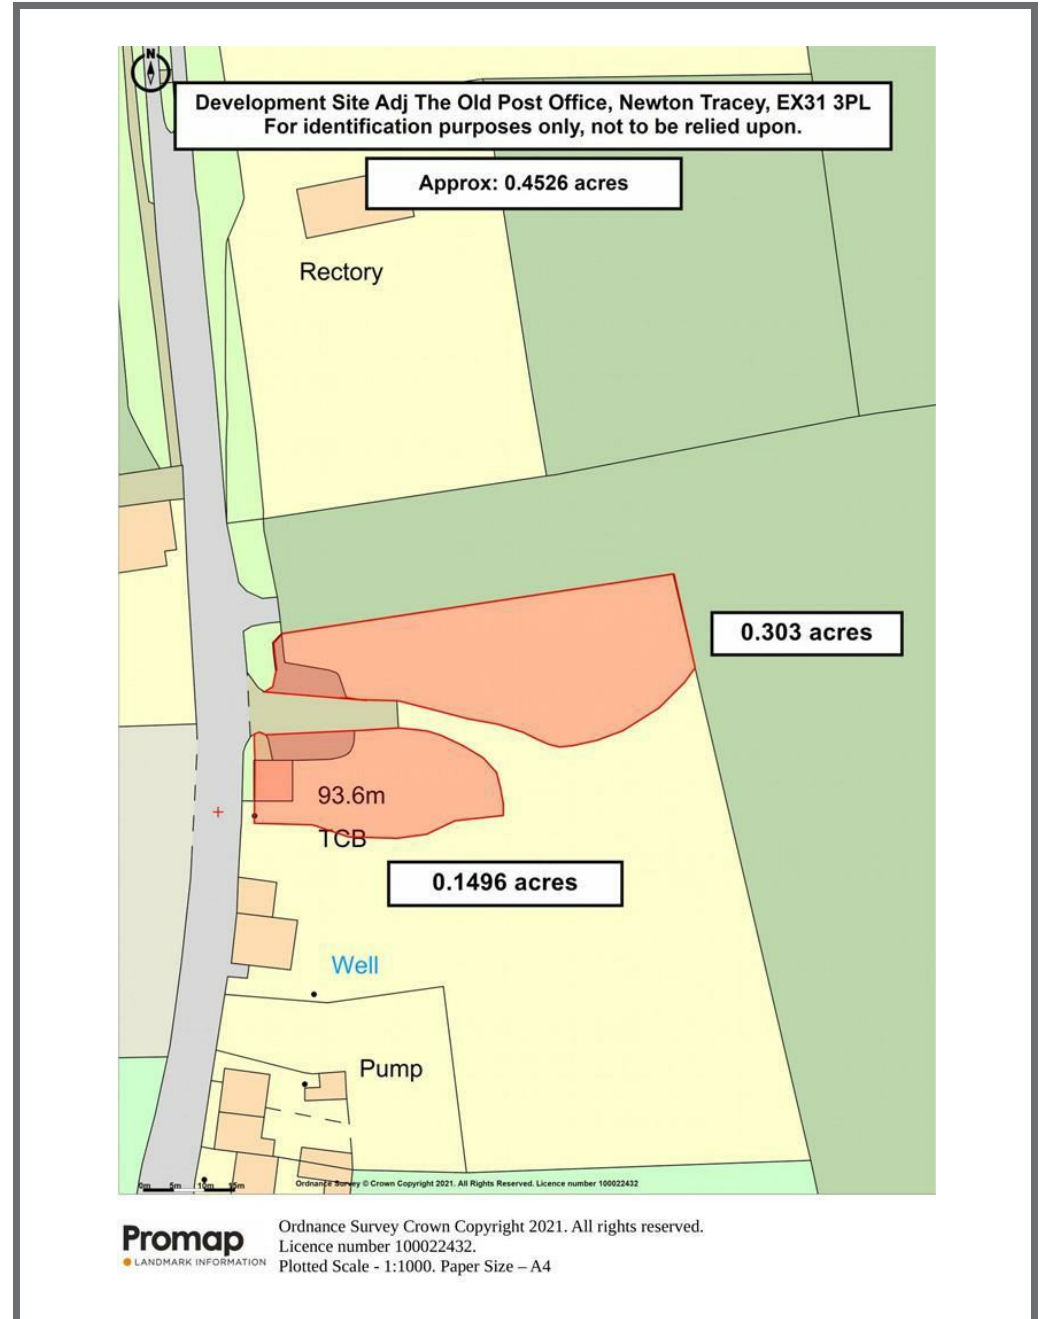 N
Development Site Adj The Old Post Office, Newton Tracey, EX31 3PL
For identification purposes only, not to be relied upon.
Approx: 0.4526 acres
Rectory
0.303 acres
93.6m
TCB
0.1496 acres
Well
Pump
0m 5m 10m 15m
Ordnance Survey © Crown Copyright 2021. All Rights Reserved. Licence number 100022432
Promap
LANDMARK INFORMATION
Ordnance Survey Crown Copyright 2021. All rights reserved.
Licence number 100022432.
Plotted Scale - 1:1000. Paper Size – A4